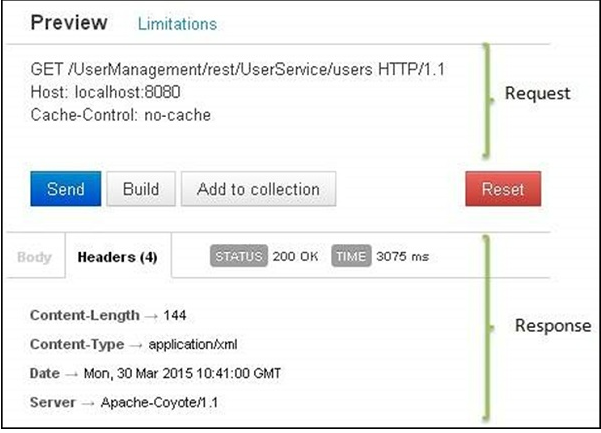 Preview Limitations
GET /UserManagement/rest/UserService/users HTTP/1.1
Host: localhost:8080
Cache-Control: no-cache
Request
Send Build Add to collection Reset
Body Headers (4) STATUS 200 OK TIME 3075 ms
Content-Length → 144
Content-Type → application/xml
Date → Mon, 30 Mar 2015 10:41:00 GMT
Server → Apache-Coyote/1.1
Response